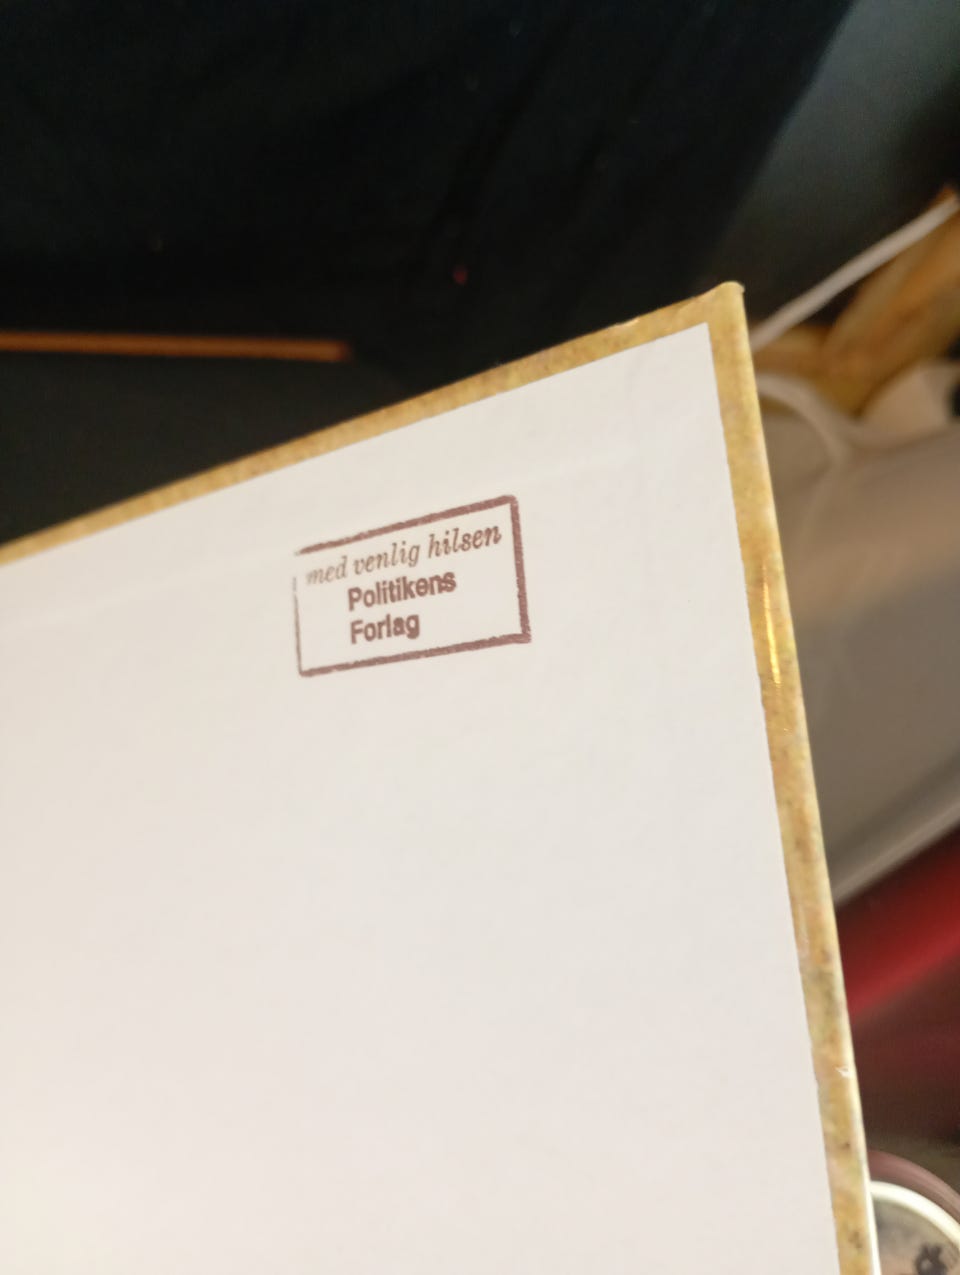 med venlig hilsen
Politikens
Forlag